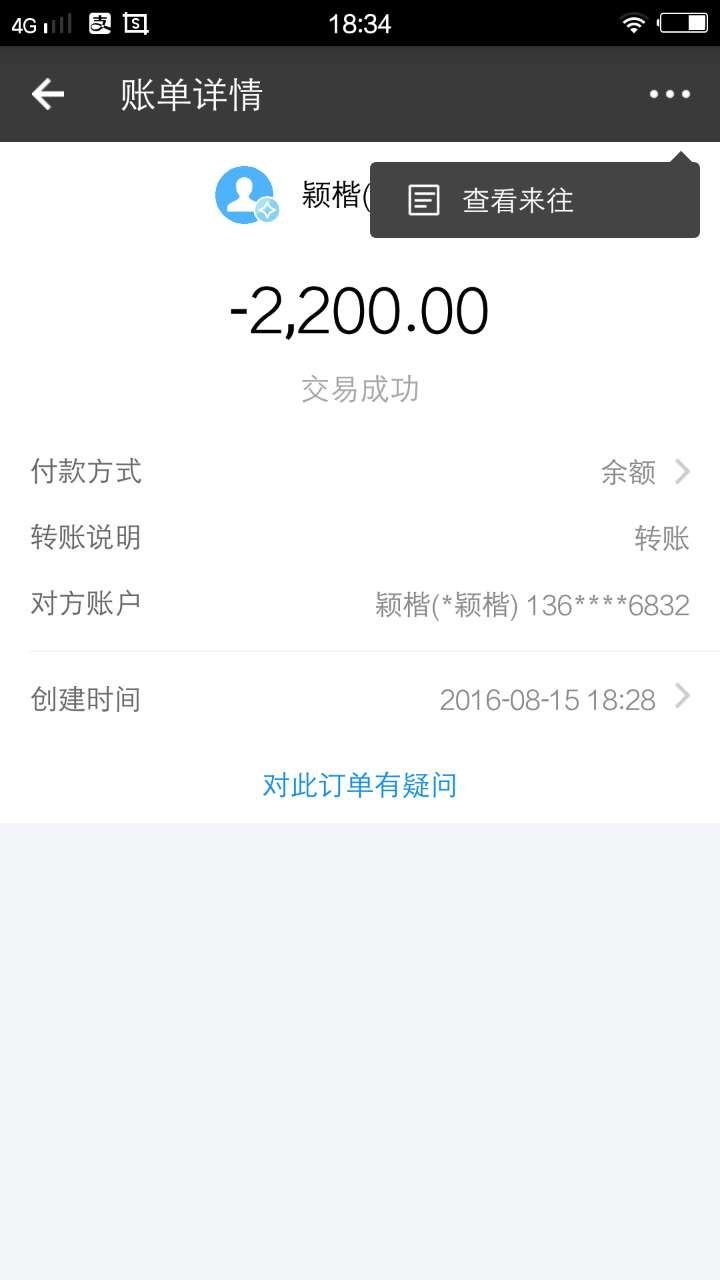 4G 支 S 18:34
账单详情
颖楷(
查看来往
-2,200.00
交易成功
付款方式 余额
转账说明 转账
对方账户 颖楷(*颖楷) 136****6832
创建时间 2016-08-15 18:28
对此订单有疑问